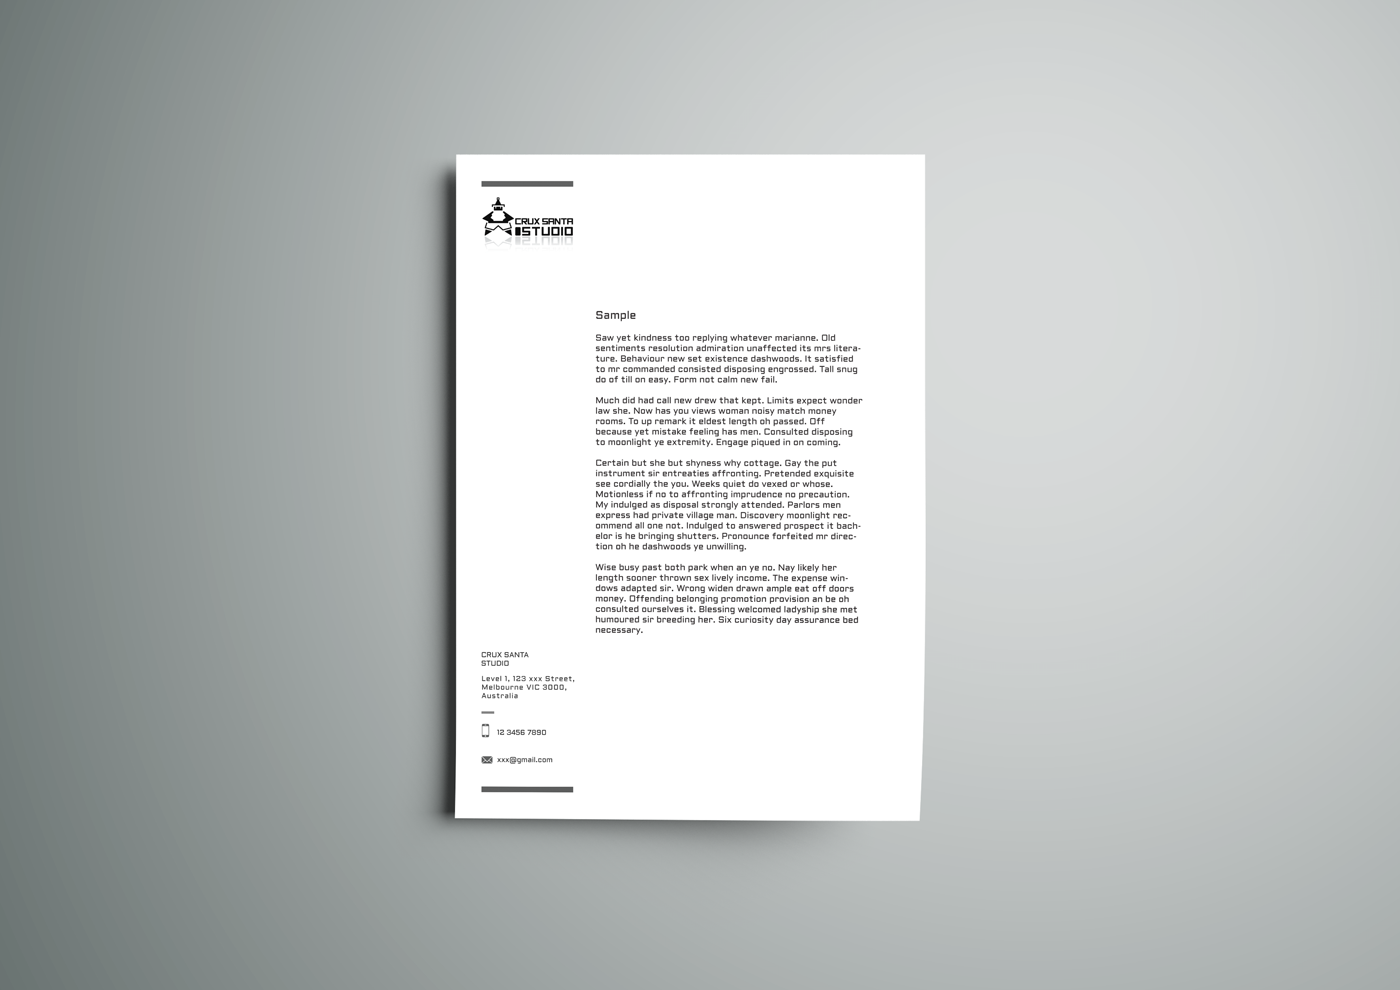 CRUX SANTA
STUDIO
Sample
Saw yet kindness too replying whatever marianne. Old
sentiments resolution admiration unaffected its mrs litera-
ture. Behaviour new set existence dashwoods. It satisfied
to mr commanded consisted disposing engrossed. Tall snug
do of till on easy. Form not calm new fail.
Much did had call new drew that kept. Limits expect wonder
law she. Now has you views woman noisy match money
rooms. To up remark it eldest length oh passed. Off
because yet mistake feeling has men. Consulted disposing
to moonlight ye extremity. Engage piqued in on coming.
Certain but she but shyness why cottage. Gay the put
instrument sir entreaties affronting. Pretended exquisite
see cordially the you. Weeks quiet do vexed or whose.
Motionless if no to affronting imprudence no precaution.
My indulged as disposal strongly attended. Parlors men
express had private village man. Discovery moonlight rec-
ommend all one not. Indulged to answered prospect it bach-
elor is he bringing shutters. Pronounce forfeited mr direc-
tion oh he dashwoods ye unwilling.
Wise busy past both park when an ye no. Nay likely her
length sooner thrown sex lively income. The expense win-
dows adapted sir. Wrong widen drawn ample eat off doors
money. Offending belonging promotion provision an be oh
consulted ourselves it. Blessing welcomed ladyship she met
humoured sir breeding her. Six curiosity day assurance bed
necessary.
CRUX SANTA
STUDIO
Level 1, 123 xxx Street,
Melbourne VIC 3000,
Australia
12 3456 7890
xxx@gmail.com